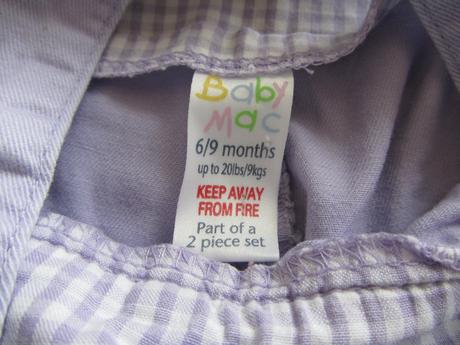 Baby
Mac
6/9 months
up to 20lbs/9kgs
KEEP AWAY
FROM FIRE
Part of a
2 piece set